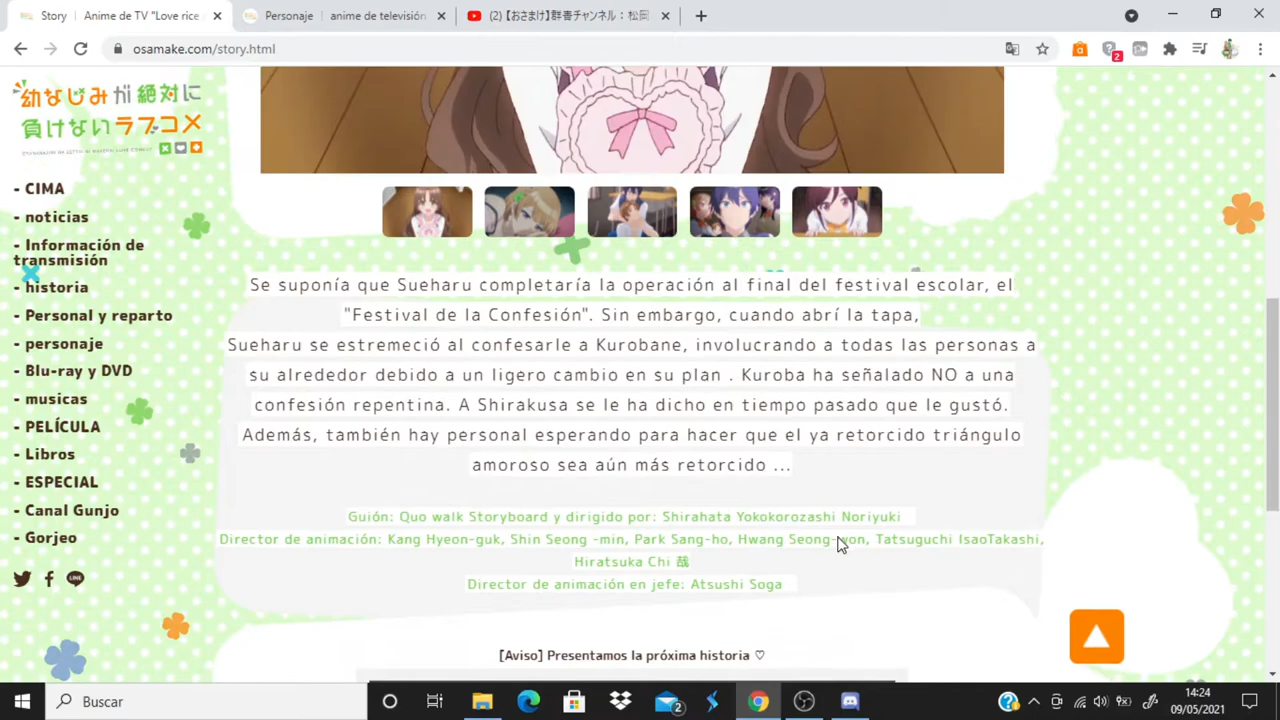 Story
Anime de TV "Love rice
Personaje
anime de televisión
(2) 【おさまけ】群青チャンネル：松岡
osamake.com/story.html
2
幼なじみが絶対に
負けないラブコメ
- CIMA
- noticias
- Información de
transmisión
- historia
- Personal y reparto
- personaje
- Blu-ray y DVD
- musicas
- PELÍCULA
- Libros
- ESPECIAL
- Canal Gunjo
- Gorjeo
LINE
Se suponía que Sueharu completaría la operación al final del festival escolar, el
"Festival de la Confesión". Sin embargo, cuando abrí la tapa,
Sueharu se estremeció al confesarle a Kurobane, involucrando a todas las personas a
su alrededor debido a un ligero cambio en su plan . Kuroba ha señalado NO a una
confesión repentina. A Shirakusa se le ha dicho en tiempo pasado que le gustó.
Además, también hay personal esperando para hacer que el ya retorcido triángulo
amoroso sea aún más retorcido ...
Guión: Quo walk Storyboard y dirigido por: Shirahata Yokokorozashi Noriyuki
Director de animación: Kang Hyeon-guk, Shin Seong -min, Park Sang-ho, Hwang Seong-won, Tatsuguchi IsaoTakashi,
Hiratsuka Chi 哉
Director de animación en jefe: Atsushi Soga
[Aviso] Presentamos la próxima historia ♡
Buscar
2
14:24
09/05/2021